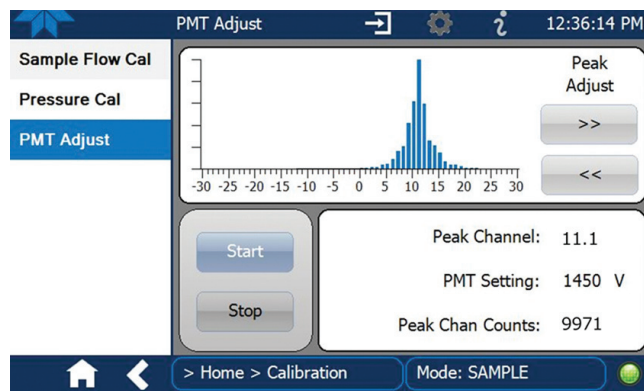 PMT Adjust 12:36:14 PM
Sample Flow Cal
Pressure Cal
PMT Adjust
Peak
Adjust
>>
<<
-30 -25 -20 -15 -10 -5 0 5 10 15 20 25 30
Start
Stop
Peak Channel: 11.1
PMT Setting: 1450 V
Peak Chan Counts: 9971
> Home > Calibration
Mode: SAMPLE